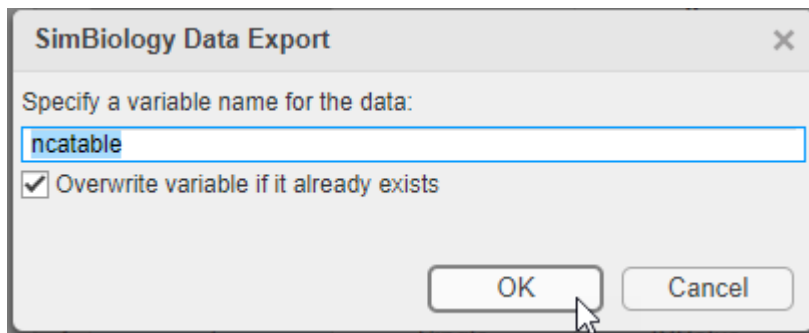 SimBiology Data Export
Specify a variable name for the data:
ncatable
Overwrite variable if it already exists
OK Cancel